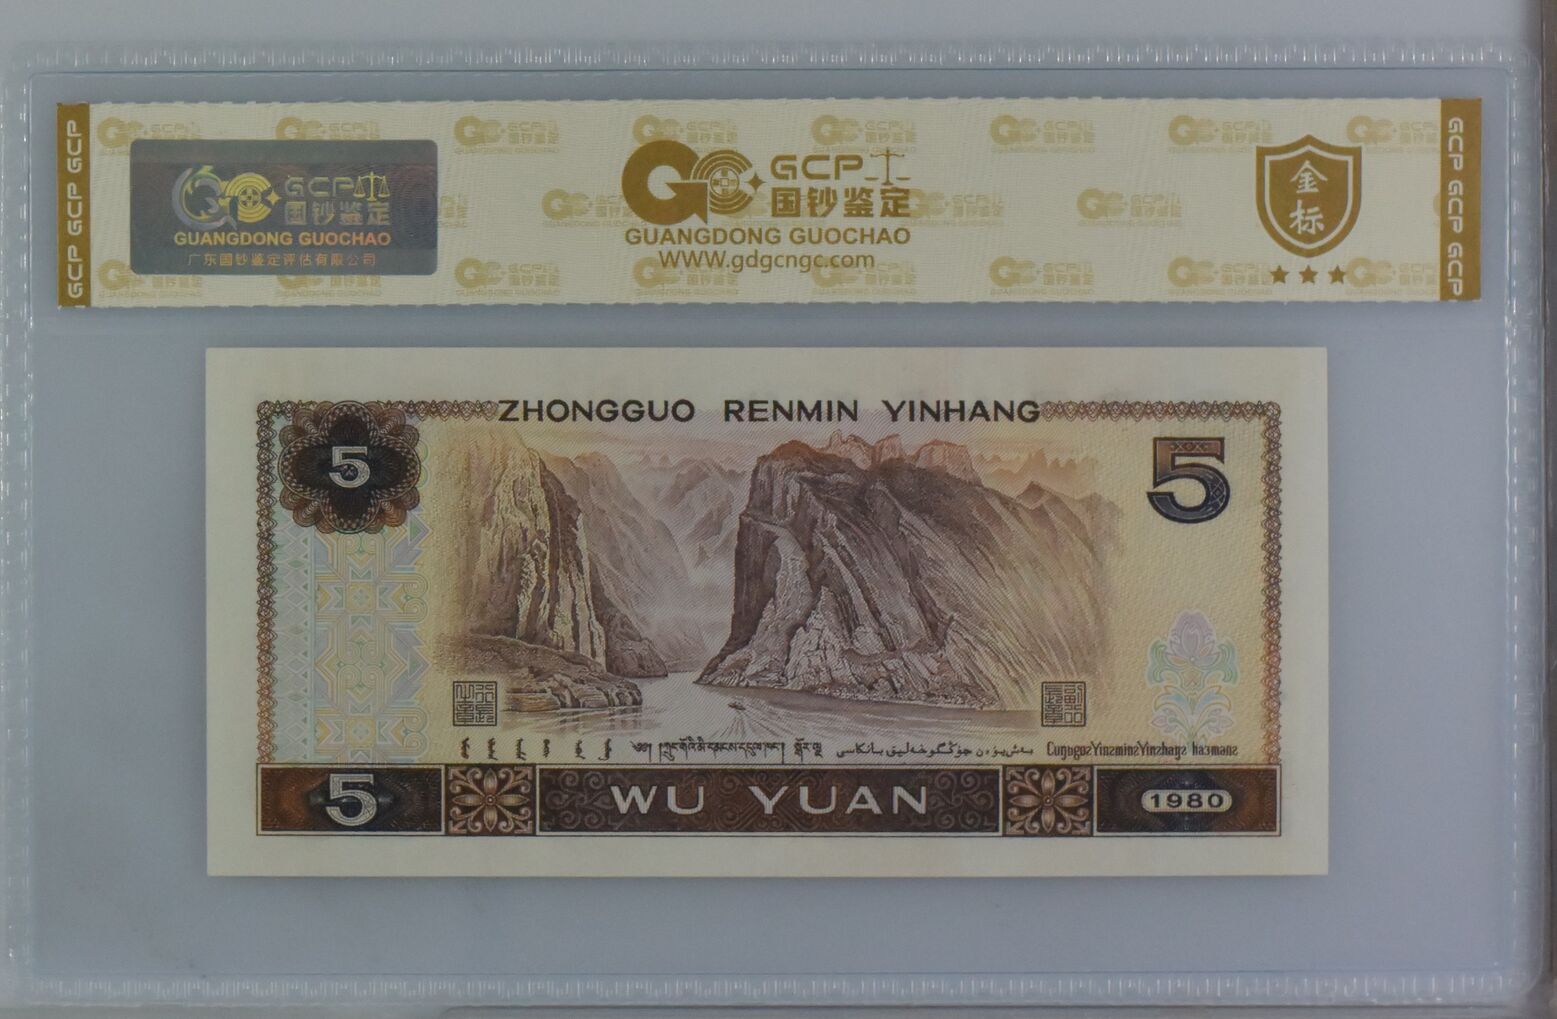 GCP GCP GCP
GCP
国钞鉴定
GUANGDONG GUOCHAO
广东国钞鉴定评估有限公司
GCP
国钞鉴定
GUANGDONG GUOCHAO
WWW.gdgcngc.com
金
标
GCP GCP GCP
ZHONGGUO RENMIN YINHANG
5
5
5
WU YUAN
1980